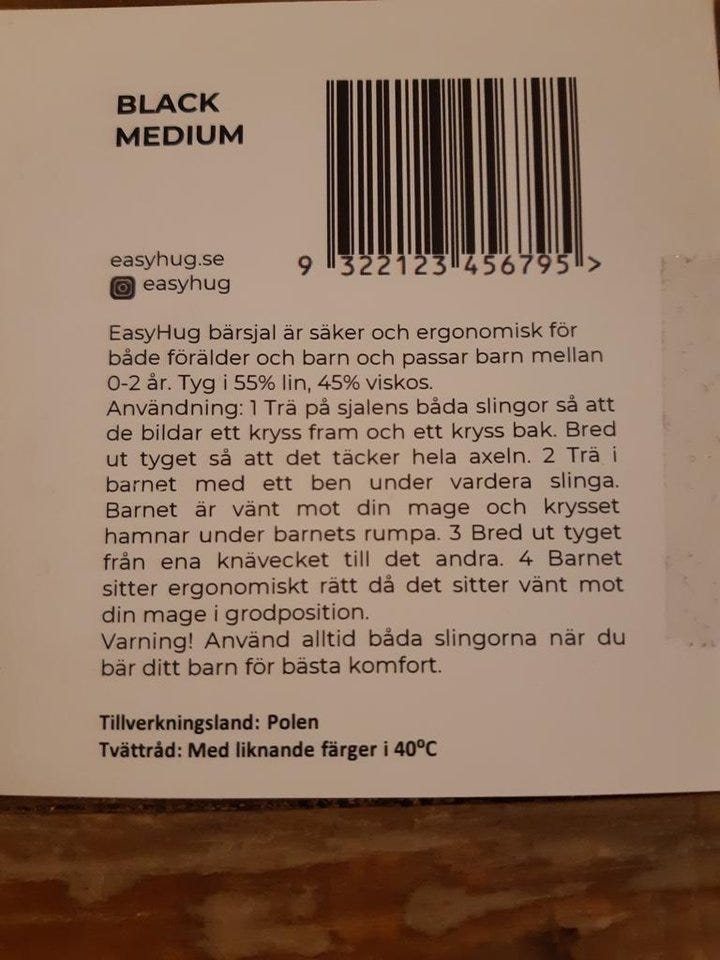 BLACK
MEDIUM
easyhug.se
easyhug
9 322123 456795 >
EasyHug bärsjal är säker och ergonomisk för
både förälder och barn och passar barn mellan
0-2 år. Tyg i 55% lin, 45% viskos.
Användning: 1 Trä på sjalens båda slingor så att
de bildar ett kryss fram och ett kryss bak. Bred
ut tyget så att det täcker hela axeln. 2 Trä i
barnet med ett ben under vardera slinga.
Barnet är vänt mot din mage och krysset
hamnar under barnets rumpa. 3 Bred ut tyget
från ena knävecket till det andra. 4 Barnet
sitter ergonomiskt rätt då det sitter vänt mot
din mage i grodposition.
Varning! Använd alltid båda slingorna när du
bär ditt barn för bästa komfort.
Tillverkningsland: Polen
Tvättråd: Med liknande färger i 40°C